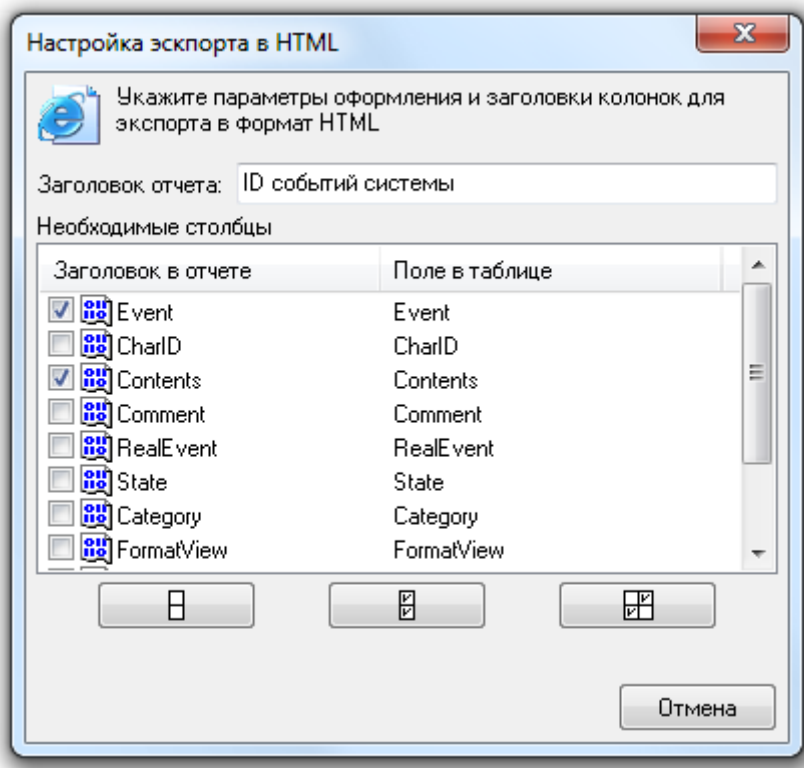 Настройка эскпорта в HTML
Укажите параметры оформления и заголовки колонок для
экспорта в формат HTML
Заголовок отчета: ID событий системы
Необходимые столбцы
Заголовок в отчете Поле в таблице
Event Event
CharID CharID
Contents Contents
Comment Comment
RealEvent RealEvent
State State
Category Category
FormatView FormatView
Отмена